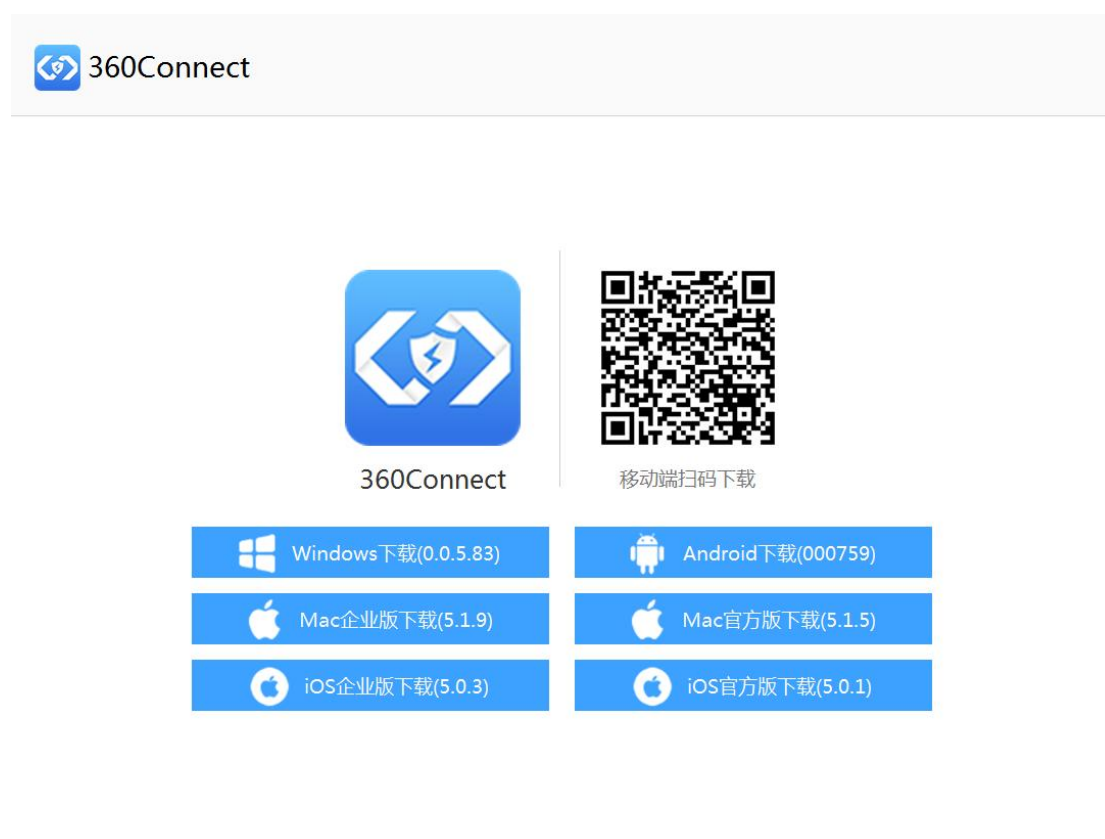 360Connect
360Connect
移动端扫码下载
Windows下载(0.0.5.83)
Android下载(000759)
Mac企业版下载(5.1.9)
Mac官方版下载(5.1.5)
iOS企业版下载(5.0.3)
iOS官方版下载(5.0.1)